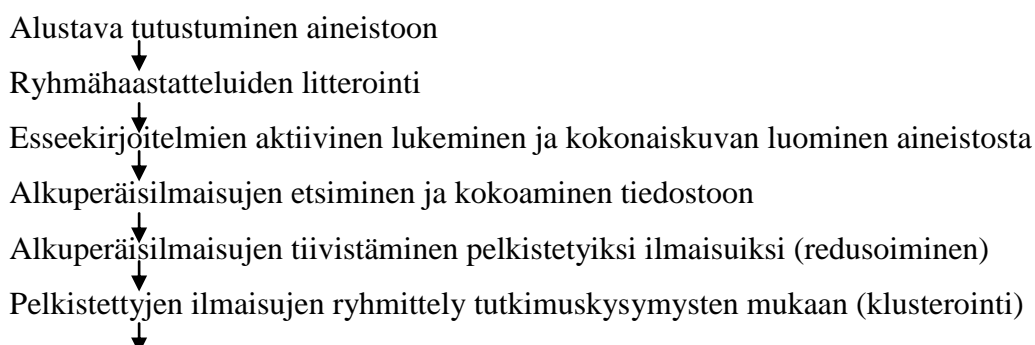 Alustava tutustuminen aineistoon
Ryhmähaastatteluiden litterointi
Esseekirjoitelmien aktiivinen lukeminen ja kokonaiskuvan luominen aineistosta
Alkuperäisilmaisujen etsiminen ja kokoaminen tiedostoon
Alkuperäisilmaisujen tiivistäminen pelkistetyiksi ilmaisuiksi (redusoiminen)
Pelkistettyjen ilmaisujen ryhmittely tutkimuskysymysten mukaan (klusterointi)